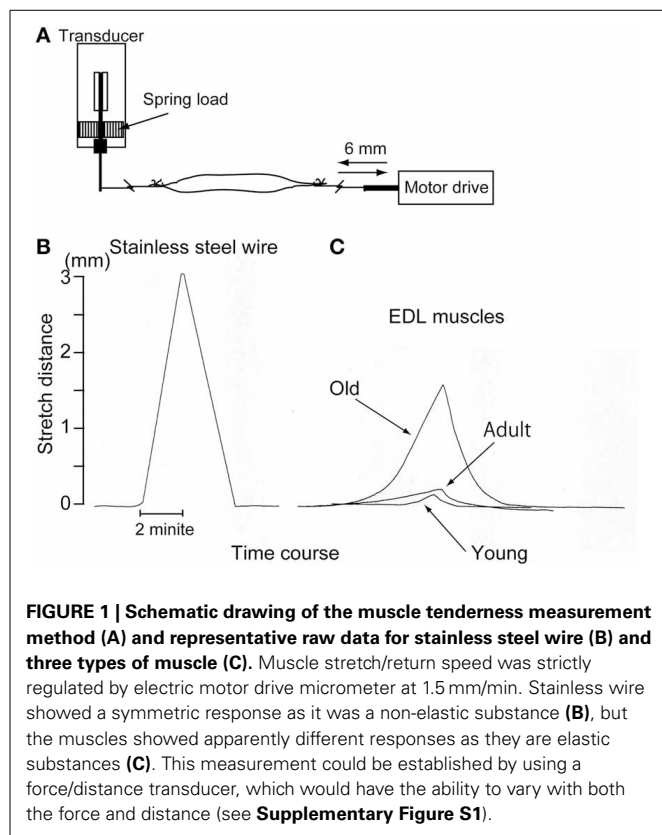 A Transducer
Spring load
6 mm
Motor drive
B Stainless steel wire
(mm)
3
2
1
0
Stretch distance
2 minite
C
EDL muscles
Old
Adult
Young
Time course
FIGURE 1 | Schematic drawing of the muscle tenderness measurement
method (A) and representative raw data for stainless steel wire (B) and
three types of muscle (C). Muscle stretch/return speed was strictly
regulated by electric motor drive micrometer at 1.5 mm/min. Stainless wire
showed a symmetric response as it was a non-elastic substance (B), but
the muscles showed apparently different responses as they are elastic
substances (C). This measurement could be established by using a
force/distance transducer, which would have the ability to vary with both
the force and distance (see Supplementary Figure S1).